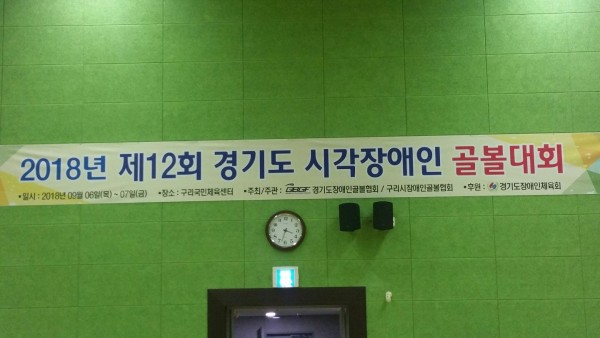 2018년 제12회 경기도 시각장애인 골볼대회
•일시 : 2018년 09월 06일(목) ~ 07일(금) •장소 : 구리국민체육센터 •주최/주관 : GBGF 경기도장애인골볼협회 / 구리시장애인골볼협회 •후원 : 경기도장애인체육회